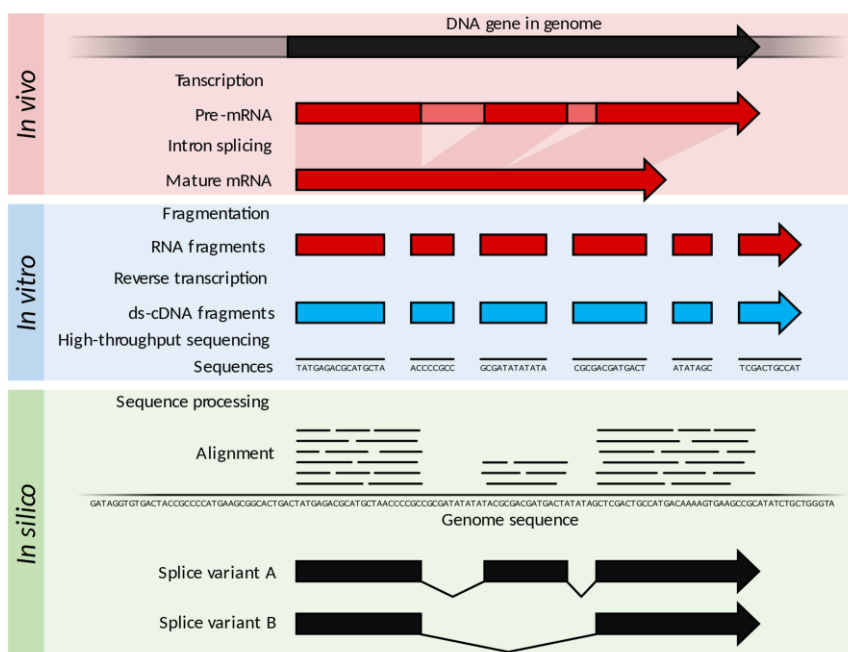 In vivo
DNA gene in genome
Tanscription
Pre-mRNA
Intron splicing
Mature mRNA
In vitro
Fragmentation
RNA fragments
Reverse transcription
ds-cDNA fragments
High-throughput sequencing
Sequences
TATGAGACGCATGCTA ACCCCGCC GCGATATATATA CGCGACGATGACT ATATAGC TCGACTGCCAT
In silico
Sequence processing
Alignment
GATAGGTGTGACTACCGCCCCATGAAGCGGCACTGACTATGAGACGCATGCTAACCCCGCCGCGATATATATACGCGACGATGACTATATAGCTCGACTGCCATGACAAAAGTGAAGCCGCATATCTGCTGGGTA
Genome sequence
Splice variant A
Splice variant B